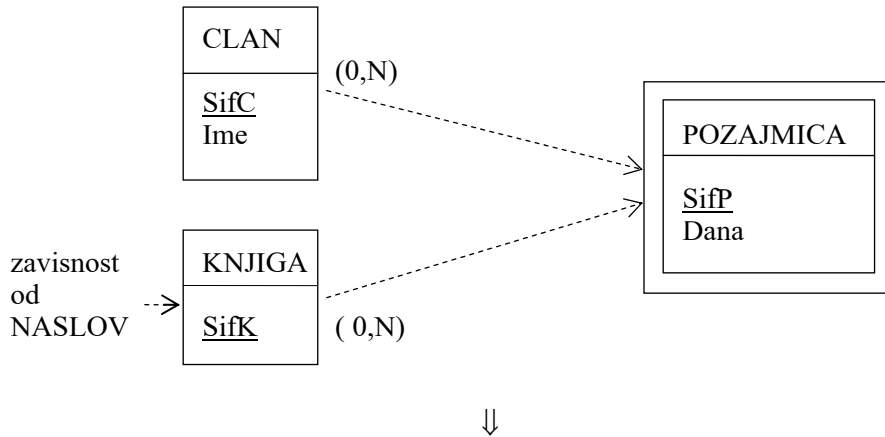 CLAN
(0,N)
SifC
Ime
POZAJMICA
SifP
Dana
zavisnost
od
NASLOV
KNJIGA
SifK
( 0,N)
⇓